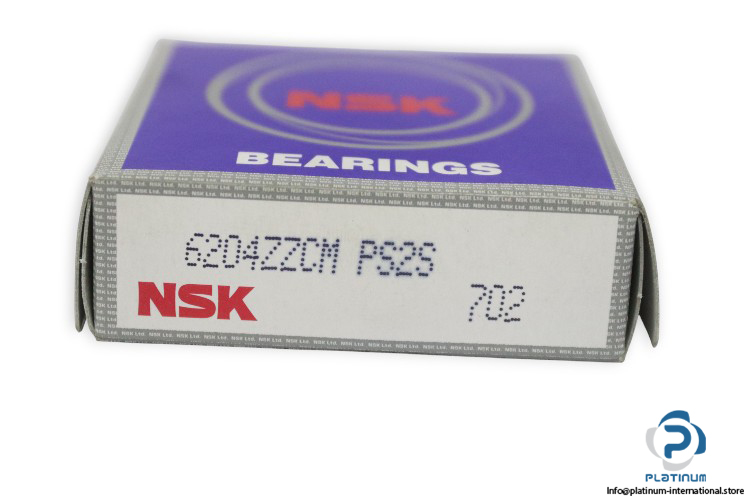 NSK
BEARINGS
6204ZZCM PS2S
NSK
702
PLATINUM
Info@platinum-international.store